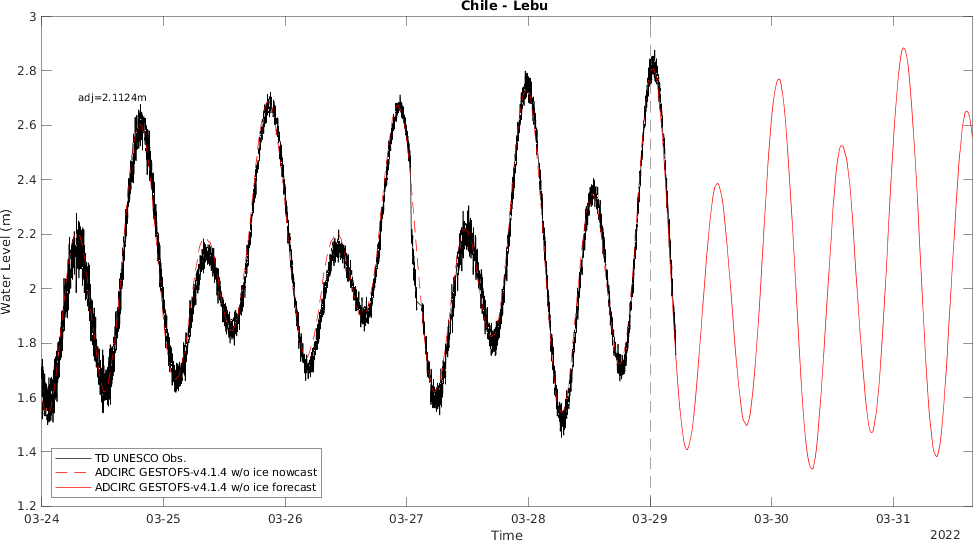 Chile - Lebu
3
2.8
2.6
2.4
2.2
2
1.8
1.6
1.4
1.2
Water Level (m)
adj=2.1124m
TD UNESCO Obs.
ADCIRC GESTOFS-v4.1.4 w/o ice nowcast
ADCIRC GESTOFS-v4.1.4 w/o ice forecast
03-24 03-25 03-26 03-27 03-28 03-29 03-30 03-31
Time
2022